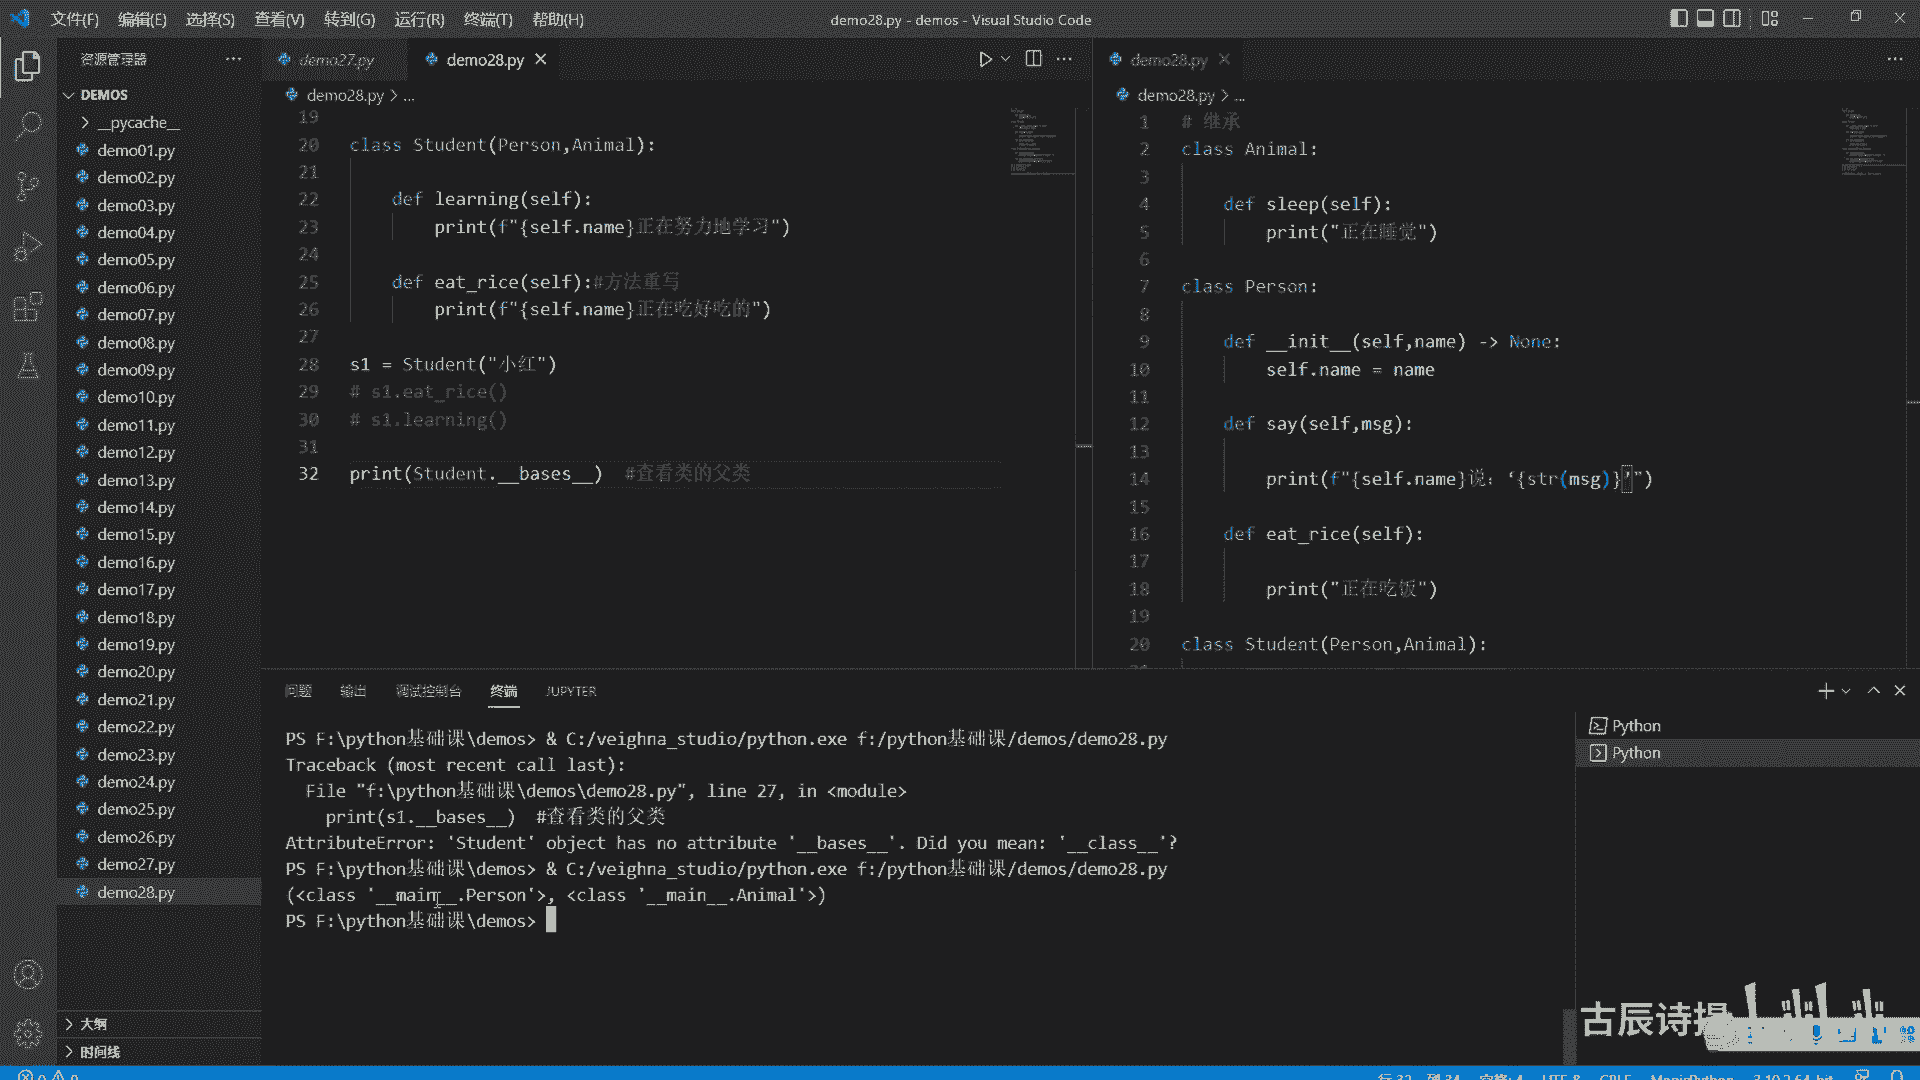 文件(F) 编辑(E) 选择(S) 查看(V) 转到(G) 运行(R) 终端(T) 帮助(H)
demo28.py - demos - Visual Studio Code
资源管理器
DEMOS
__pycache__
demo01.py
demo02.py
demo03.py
demo04.py
demo05.py
demo06.py
demo07.py
demo08.py
demo09.py
demo10.py
demo11.py
demo12.py
demo13.py
demo14.py
demo15.py
demo16.py
demo17.py
demo18.py
demo19.py
demo20.py
demo21.py
demo22.py
demo23.py
demo24.py
demo25.py
demo26.py
demo27.py
demo28.py
大纲
时间线
demo27.py demo28.py
demo28.py > ...
19
20 class Student(Person,Animal):
21
22 def learning(self):
23 print(f"{self.name}正在努力地学习")
24
25 def eat_rice(self):#方法重写
26 print(f"{self.name}正在吃好吃的")
27
28 s1 = Student("小红")
29 # s1.eat_rice()
30 # s1.learning()
31
32 print(Student.__bases__) #查看类的父类
demo28.py
demo28.py > ...
1 # 继承
2 class Animal:
3
4 def sleep(self):
5 print("正在睡觉")
6
7 class Person:
8
9 def __init__(self,name) -> None:
10 self.name = name
11
12 def say(self,msg):
13
14 print(f"{self.name}说：‘{str(msg)}’")
15
16 def eat_rice(self):
17
18 print("正在吃饭")
19
20 class Student(Person,Animal):
问题 输出 调试控制台 终端 JUPYTER
PS F:\python基础课\demos> & C:/veighna_studio/python.exe f:/python基础课/demos/demo28.py
Traceback (most recent call last):
File "f:\python基础课\demos\demo28.py", line 27, in <module>
print(s1.__bases__) #查看类的父类
AttributeError: 'Student' object has no attribute '__bases__'. Did you mean: '__class__'?
PS F:\python基础课\demos> & C:/veighna_studio/python.exe f:/python基础课/demos/demo28.py
(<class '__main__.Person'>, <class '__main__.Animal'>)
PS F:\python基础课\demos>
Python
Python
古辰诗提